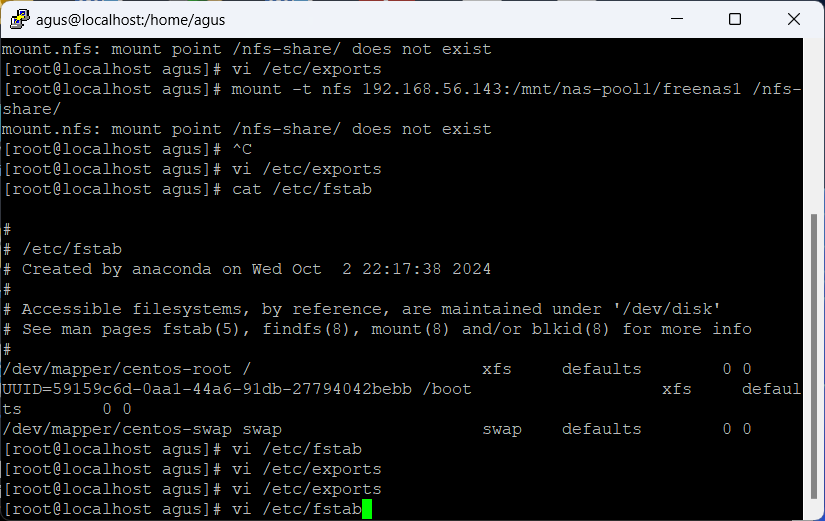 agus@localhost:/home/agus
mount.nfs: mount point /nfs-share/ does not exist
[root@localhost agus]# vi /etc/exports
[root@localhost agus]# mount -t nfs 192.168.56.143:/mnt/nas-pool1/freenas1 /nfs-
share/
mount.nfs: mount point /nfs-share/ does not exist
[root@localhost agus]# ^C
[root@localhost agus]# vi /etc/exports
[root@localhost agus]# cat /etc/fstab
#
# /etc/fstab
# Created by anaconda on Wed Oct  2 22:17:38 2024
#
# Accessible filesystems, by reference, are maintained under '/dev/disk'
# See man pages fstab(5), findfs(8), mount(8) and/or blkid(8) for more info
#
/dev/mapper/centos-root /                       xfs     defaults        0 0
UUID=59159c6d-0aa1-44a6-91db-27794042bebb /boot                   xfs     defaul
ts        0 0
/dev/mapper/centos-swap swap                    swap    defaults        0 0
[root@localhost agus]# vi /etc/fstab
[root@localhost agus]# vi /etc/exports
[root@localhost agus]# vi /etc/exports
[root@localhost agus]# vi /etc/fstab